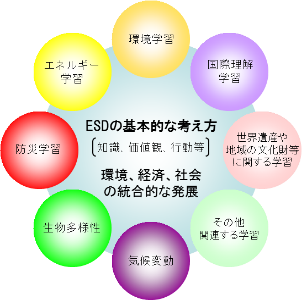 環境学習
エネルギー
学習
国際理解
学習
ESDの基本的な考え方
[知識、価値観、行動等]
環境、経済、社会
の統合的な発展
防災学習
世界遺産や
地域の文化財等
に関する学習
生物多様性
その他
関連する学習
気候変動